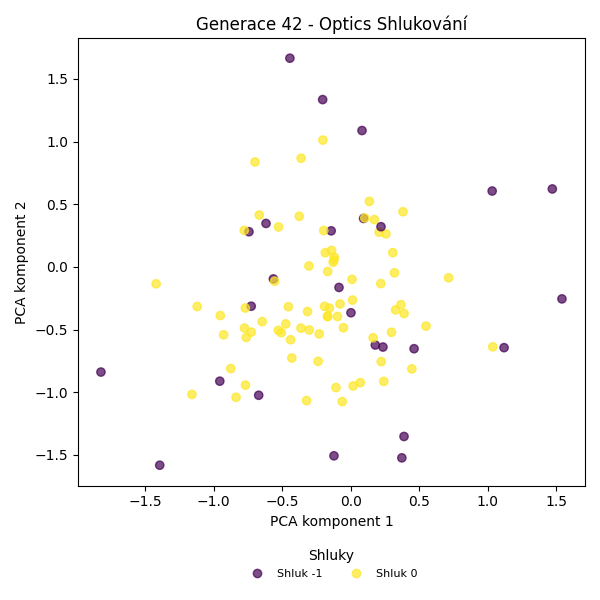 Generace 42 - Optics Shlukování
PCA komponent 2
1.5
1.0
0.5
0.0
−0.5
−1.0
−1.5
−1.5
−1.0
−0.5
0.0
0.5
1.0
1.5
PCA komponent 1
Shluky
Shluk -1
Shluk 0